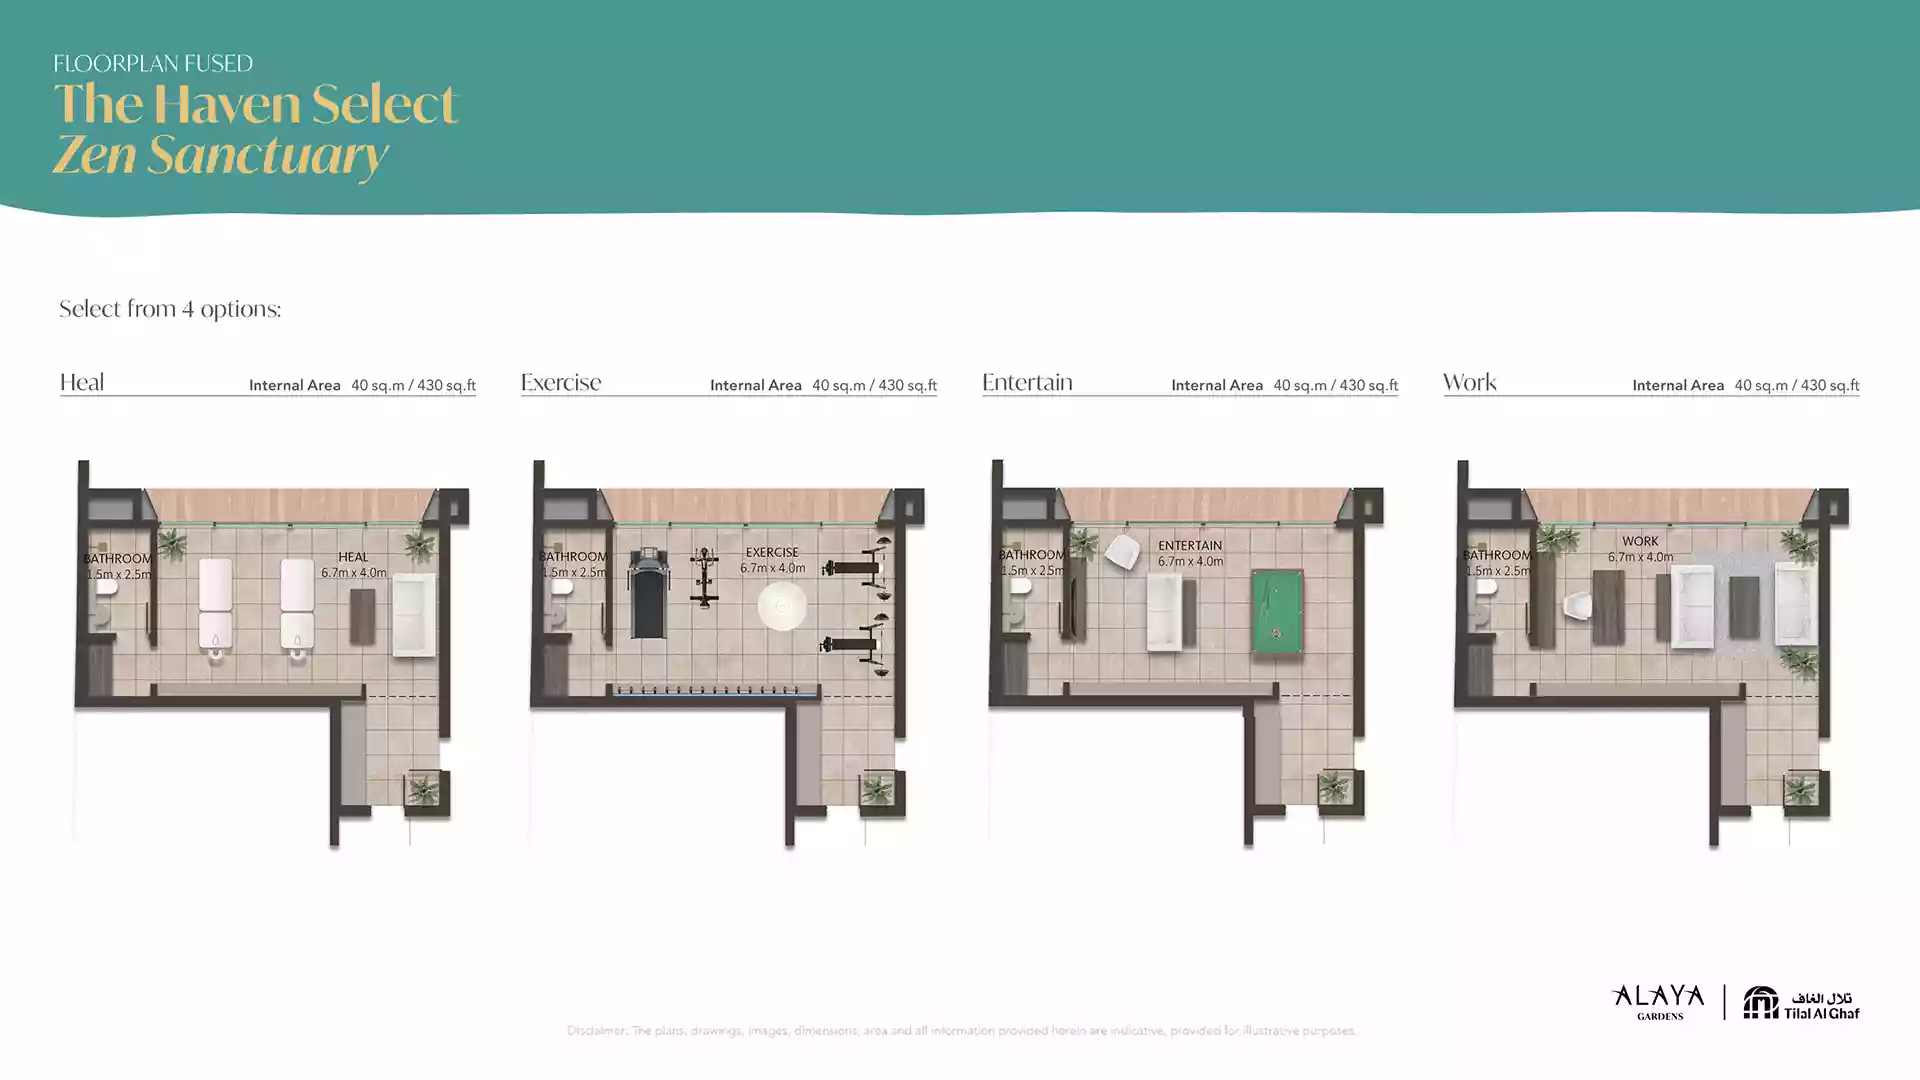 FLOORPLAN FUSED
The Haven Select
Zen Sanctuary
Select from 4 options:
Heal
Internal Area 40 sq.m / 430 sq.ft
BATHROOM
1.5m x 2.5m
HEAL
6.7m x 4.0m
Exercise
Internal Area 40 sq.m / 430 sq.ft
BATHROOM
1.5m x 2.5m
EXERCISE
6.7m x 4.0m
Entertain
Internal Area 40 sq.m / 430 sq.ft
BATHROOM
1.5m x 2.5m
ENTERTAIN
6.7m x 4.0m
Work
Internal Area 40 sq.m / 430 sq.ft
BATHROOM
1.5m x 2.5m
WORK
6.7m x 4.0m
ALAYA
GARDENS
تلال الغاف
Tilal Al Ghaf
Disclaimer: The plans, drawings, images, dimensions, area and all information provided herein are indicative, provided for illustrative purposes.